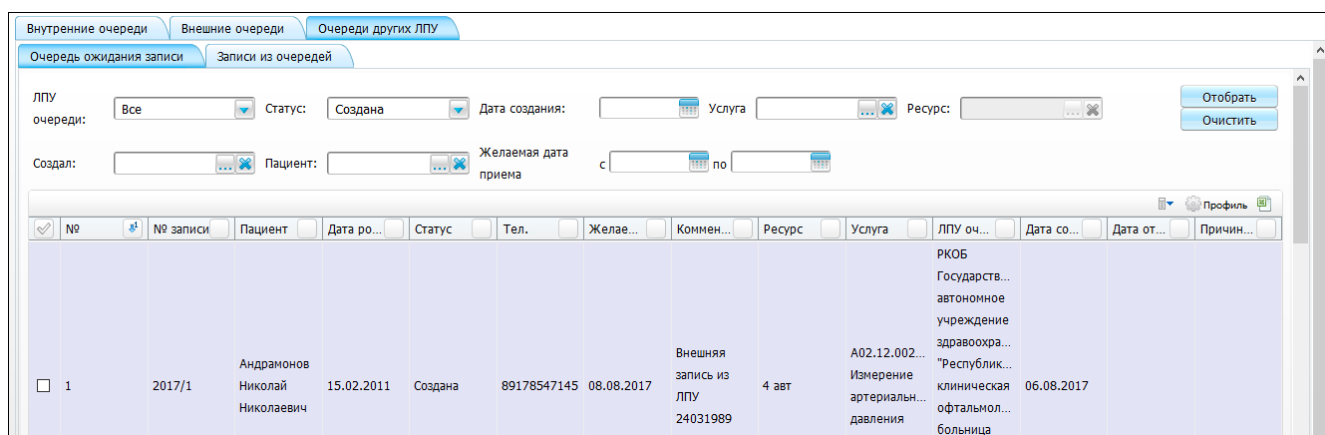 Внутренние очереди Внешние очереди Очереди других ЛПУ
Очередь ожидания записи Записи из очередей
ЛПУ
очереди: Все Статус: Создана Дата создания: Услуга ... Ресурс: ... Отобрать
Очистить
Создал: ... Пациент: ... Желаемая дата
приема с по
Профиль
№ 1 № записи Пациент Дата ро... Статус Тел. Желае... Коммен... Ресурс Услуга ЛПУ оч... Дата со... Дата от... Причин...
РКОБ
Государств...
автономное
учреждение
здравоохра...
"Республик...
клиническая
офтальмол...
больница
1 2017/1 Андрамонов
Николай
Николаевич 15.02.2011 Создана 89178547145 08.08.2017 Внешняя
запись из
ЛПУ
24031989 4 авт A02.12.002...
Измерение
артериальн...
давления 06.08.2017